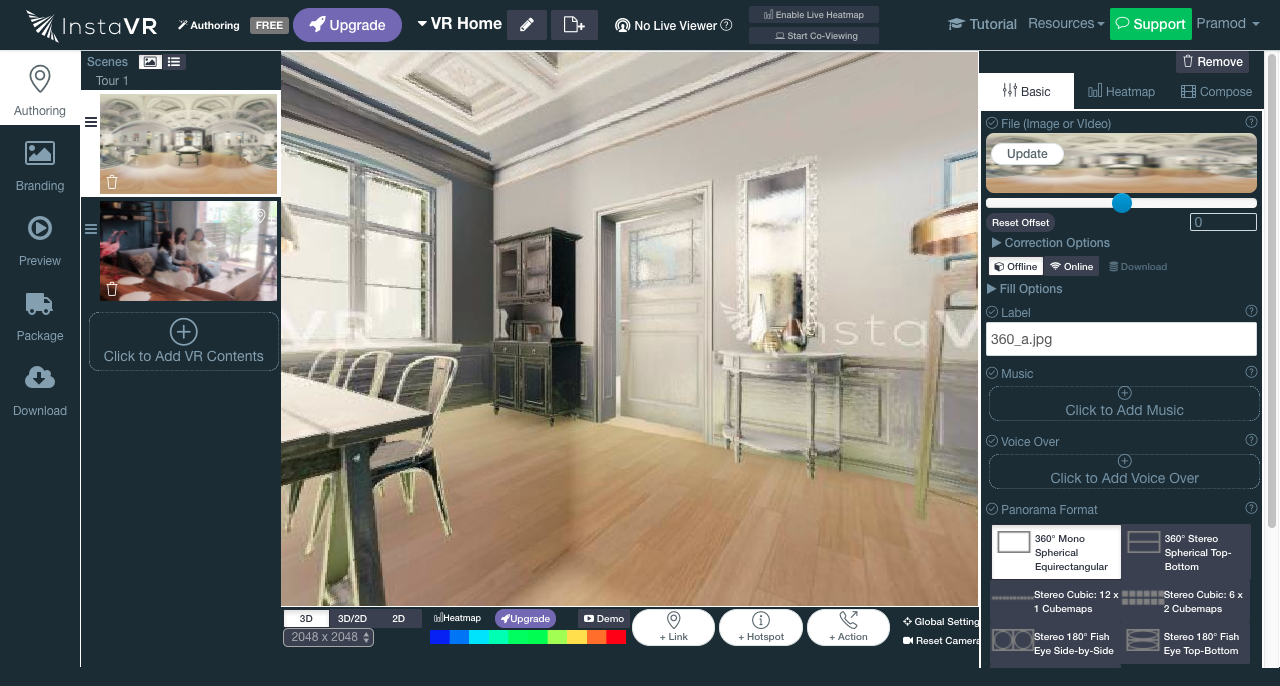 InstaVR
Authoring
FREE
Upgrade
VR Home
No Live Viewer
Enable Live Heatmap
Start Co-Viewing
Tutorial
Resources
Support
Pramod
Authoring
Branding
Preview
Package
Download
Scenes
Tour 1
Click to Add VR Contents
VR
InstaV
3D
3D/2D
2D
2048 x 2048
Heatmap
Upgrade
Demo
+ Link
+ Hotspot
+ Action
Global Setting
Reset Camera
Remove
Basic
Heatmap
Compose
File (Image or VIdeo)
Update
Reset Offset
0
Correction Options
Offline
Online
Download
Fill Options
Label
360_a.jpg
Music
Click to Add Music
Voice Over
Click to Add Voice Over
Panorama Format
360° Mono
Spherical
Equirectangular
360° Stereo
Spherical Top-
Bottom
Stereo Cubic: 12 x
1 Cubemaps
Stereo Cubic: 6 x
2 Cubemaps
Stereo 180° Fish
Eye Side-by-Side
Stereo 180° Fish
Eye Top-Bottom